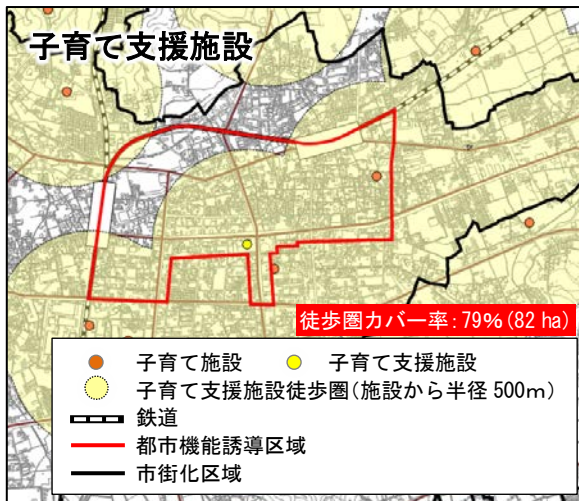 子育て支援施設
徒歩圏カバー率:79%(82 ha)
子育て施設
子育て支援施設
子育て支援施設徒歩圏(施設から半径 500m)
鉄道
都市機能誘導区域
市街化区域